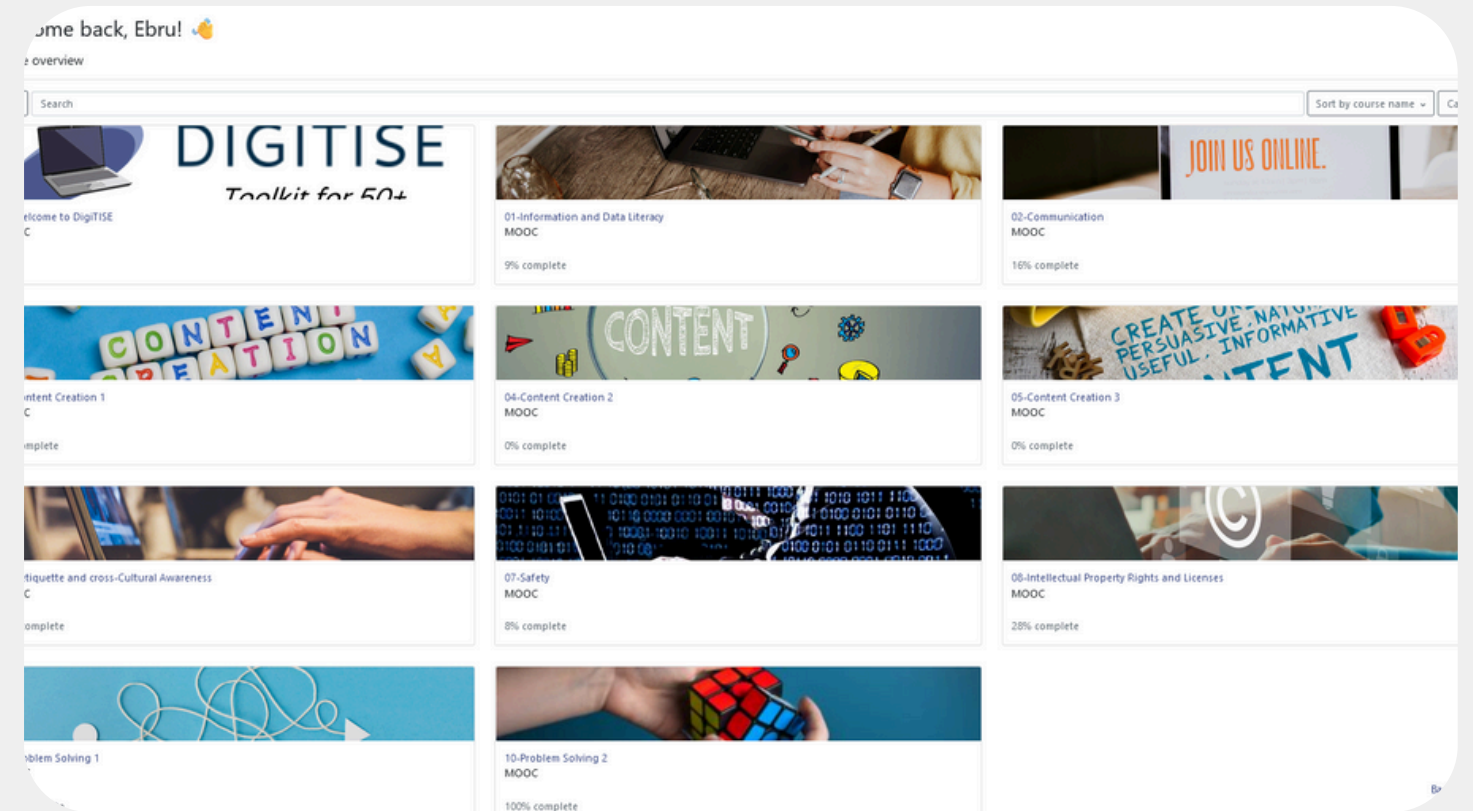 ome back, Ebru! 👋
overview
Search
Sort by course name
Ca
DIGITISE
Toolkit for 50+
JOIN US ONLINE.
elcome to DigiTISE
C
01-Information and Data Literacy
MOOC
9% complete
02-Communication
MOOC
16% complete
CONTENT
CREATION
CONTENT
CREATE
PERSUASIVE, NATURAL
USEFUL, INFORMATIVE
CONTENT
ntent Creation 1
C
mplete
04-Content Creation 2
MOOC
0% complete
05-Content Creation 3
MOOC
0% complete
©
tiquette and cross-Cultural Awareness
C
omplete
07-Safety
MOOC
8% complete
08-Intellectual Property Rights and Licenses
MOOC
28% complete
blem Solving 1
10-Problem Solving 2
MOOC
100% complete
Ba